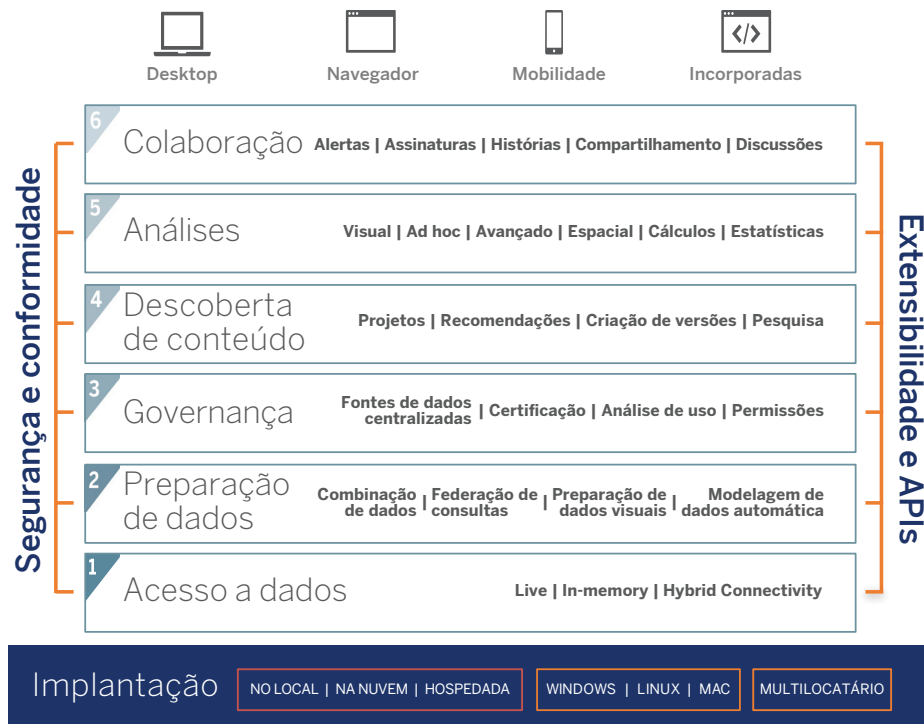 Desktop
Navegador
Mobilidade
</>
Incorporadas
Segurança e conformidade
6
Colaboração
Alertas | Assinaturas | Histórias | Compartilhamento | Discussões
5
Análises
Visual | Ad hoc | Avançado | Espacial | Cálculos | Estatísticas
4
Descoberta
de conteúdo
Projetos | Recomendações | Criação de versões | Pesquisa
3
Governança
Fontes de dados
centralizadas | Certificação | Análise de uso | Permissões
2
Preparação
de dados
Combinação
de dados |
Federação de
consultas |
Preparação de
dados visuais |
Modelagem de
dados automática
1
Acesso a dados
Live | In-memory | Hybrid Connectivity
Extensibilidade e APIs
Implantação
NO LOCAL | NA NUVEM | HOSPEDADA
WINDOWS | LINUX | MAC
MULTILOCATÁRIO